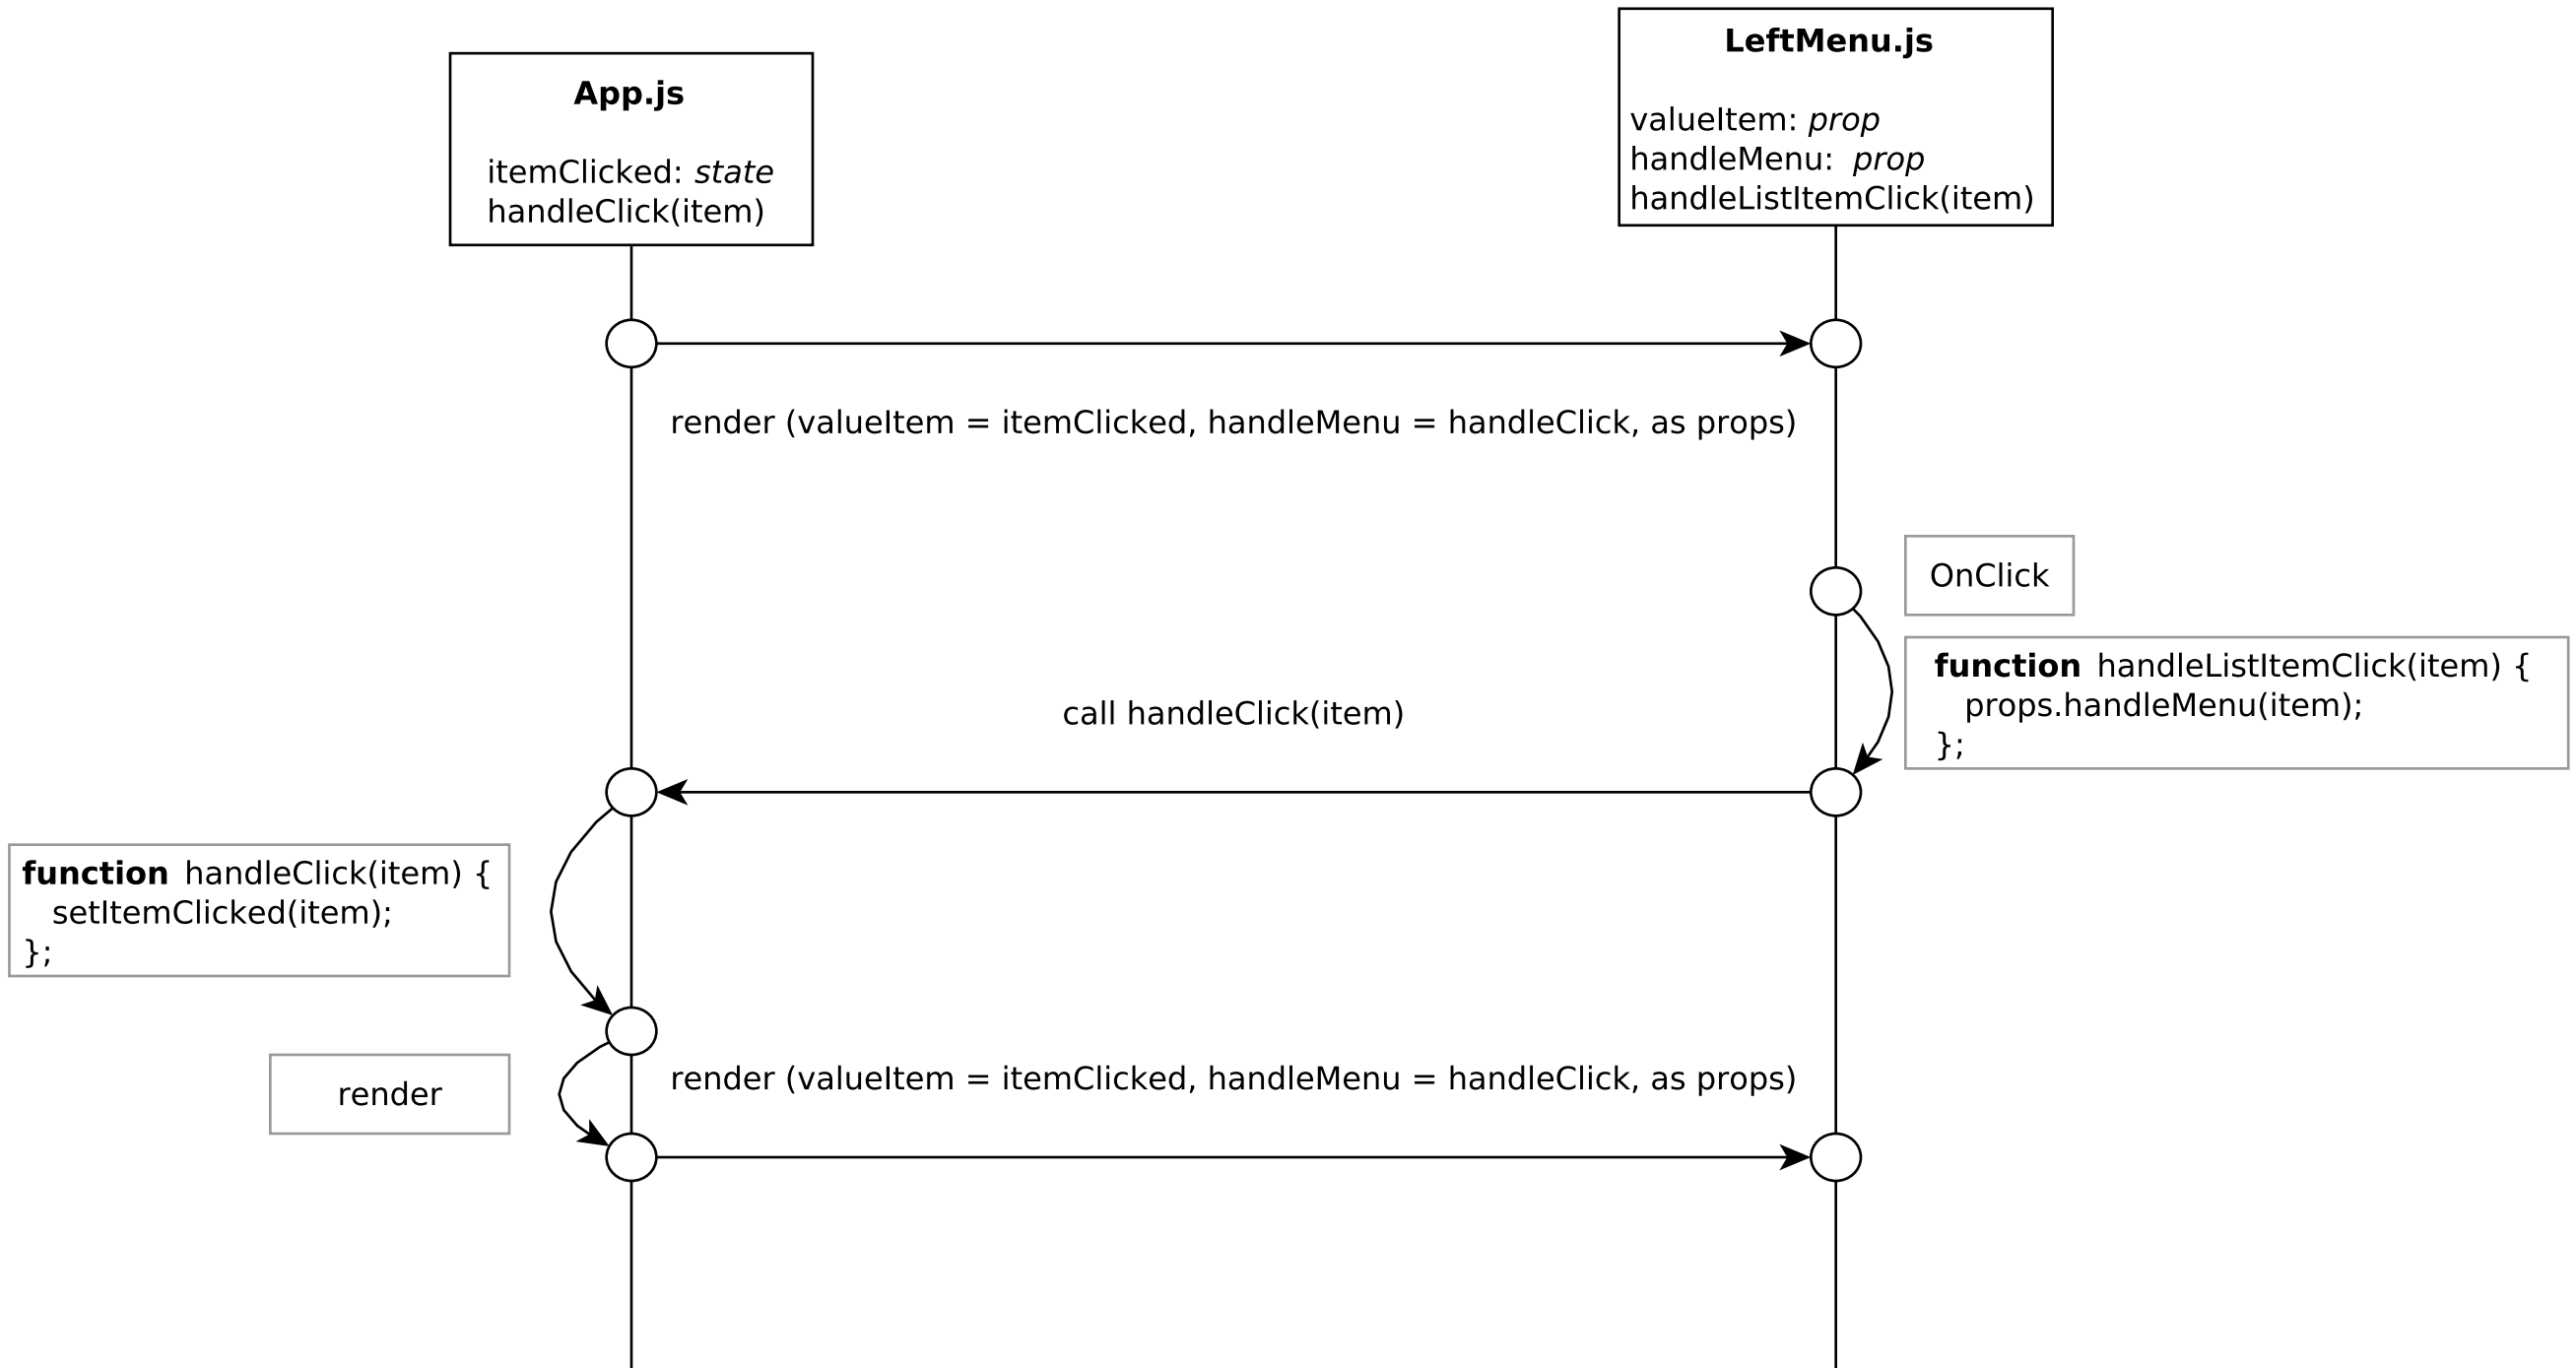 App.js
itemClicked: state
handleClick(item)
LeftMenu.js
valueItem: prop
handleMenu: prop
handleListItemClick(item)
render (valueItem = itemClicked, handleMenu = handleClick, as props)
OnClick
function handleListItemClick(item) {
props.handleMenu(item);
};
call handleClick(item)
function handleClick(item) {
setItemClicked(item);
};
render
render (valueItem = itemClicked, handleMenu = handleClick, as props)